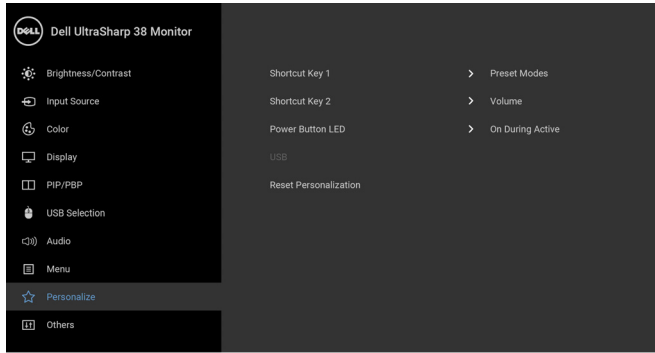 DELL Dell UltraSharp 38 Monitor
Brightness/Contrast
Input Source
Color
Display
PIP/PBP
USB Selection
Audio
Menu
Personalize
Others
Shortcut Key 1 > Preset Modes
Shortcut Key 2 > Volume
Power Button LED > On During Active
USB
Reset Personalization